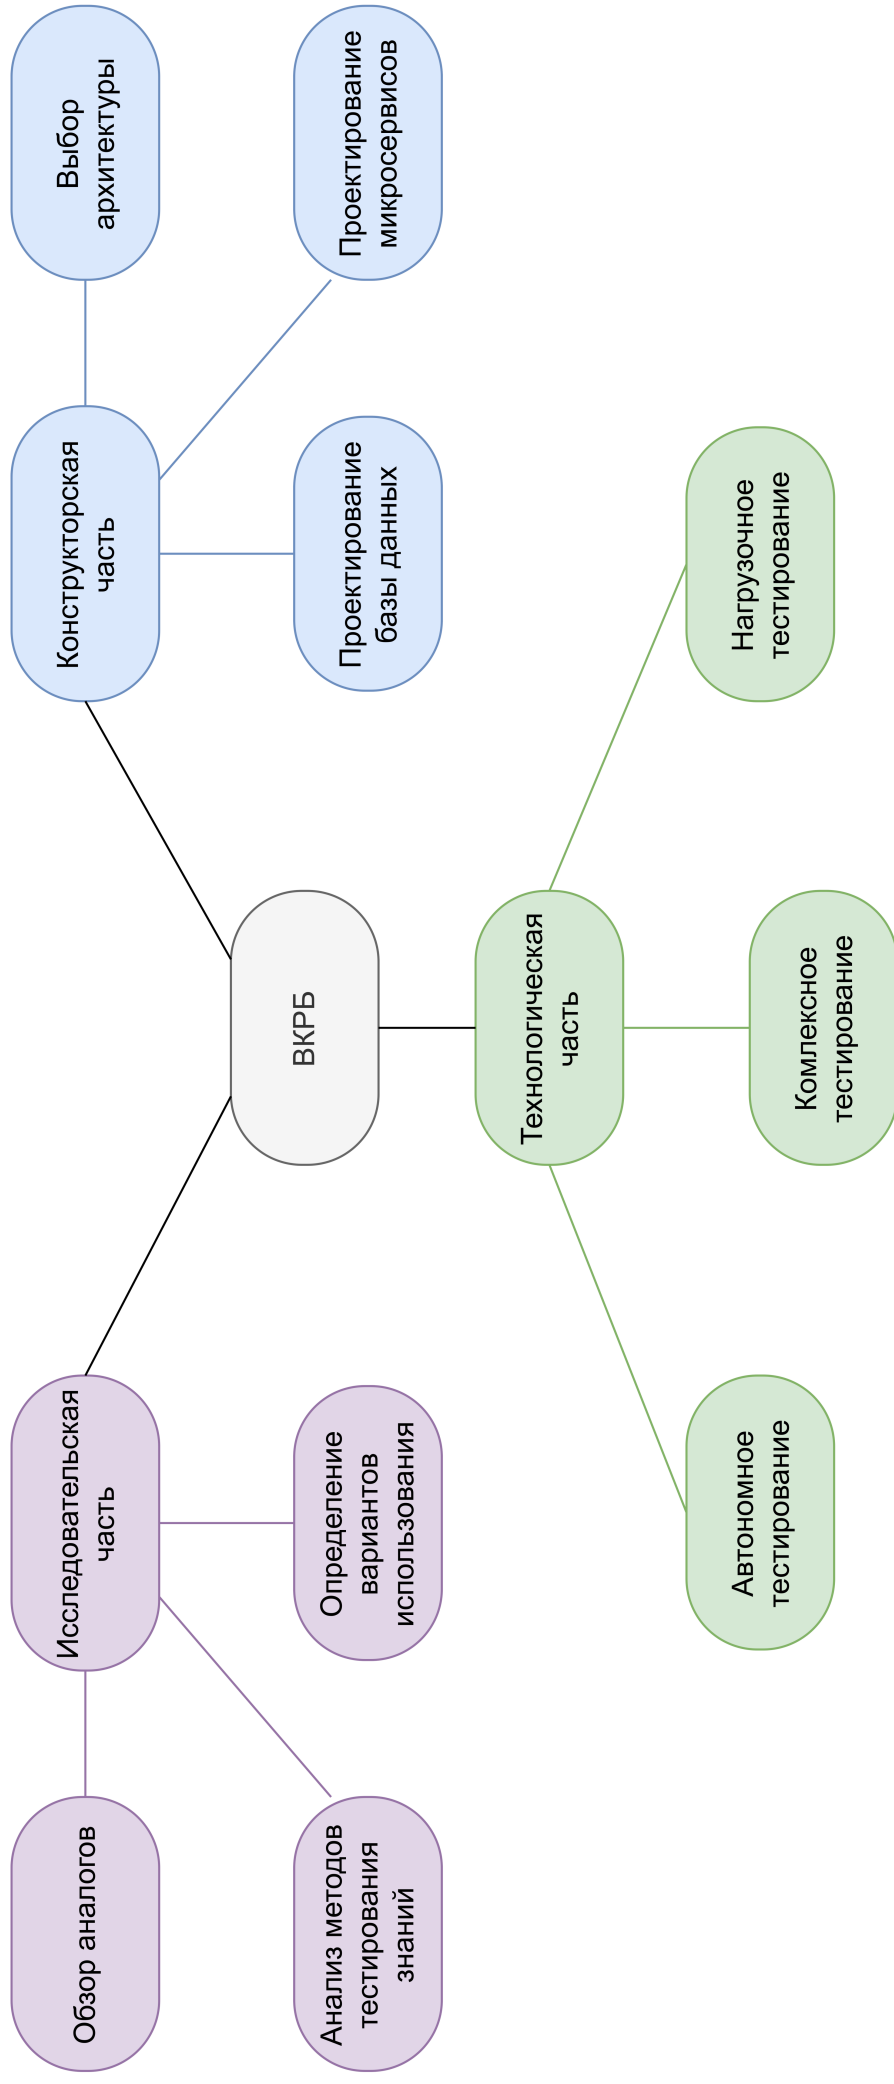 Обзор аналогов
Исследовательская
часть
Конструкторская
часть
Выбор
архитектуры
Анализ методов
тестирования
знаний
Определение
вариантов
использования
ВКРБ
Проектирование
базы данных
Проектирование
микросервисов
Технологическая
часть
Автономное
тестирование
Комлексное
тестирование
Нагрузочное
тестирование